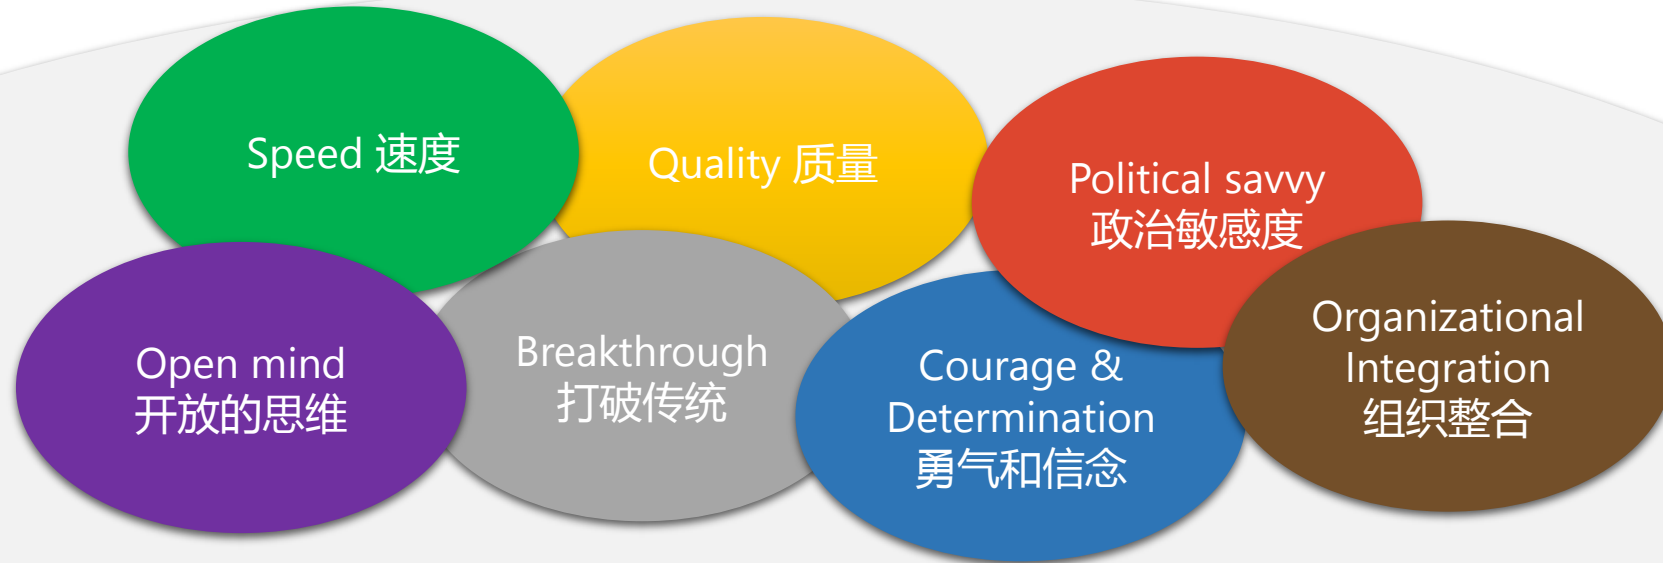 Speed 速度
Quality 质量
Political savvy
政治敏感度
Open mind
开放的思维
Breakthrough
打破传统
Courage &
Determination
勇气和信念
Organizational
Integration
组织整合